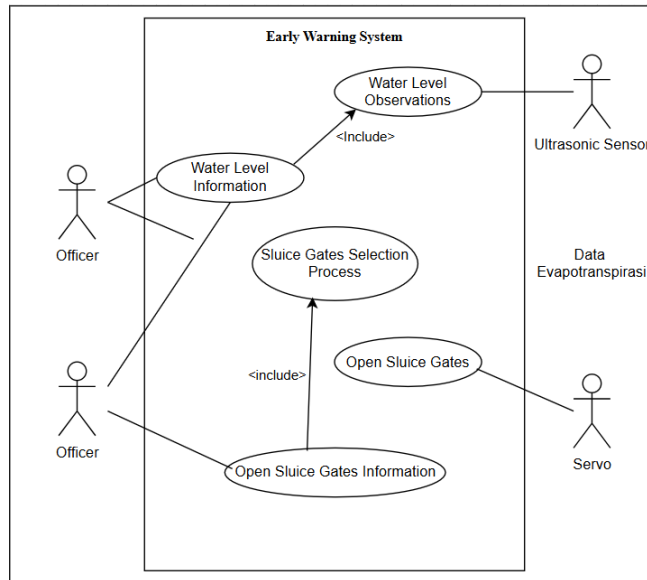 Early Warning System
Water Level
Observations
<Include>
Ultrasonic Sensor
Water Level
Information
Officer
Sluice Gates Selection
Process
Data
Evapotranspirasi
Open Sluice Gates
<include>
Officer
Open Sluice Gates Information
Servo